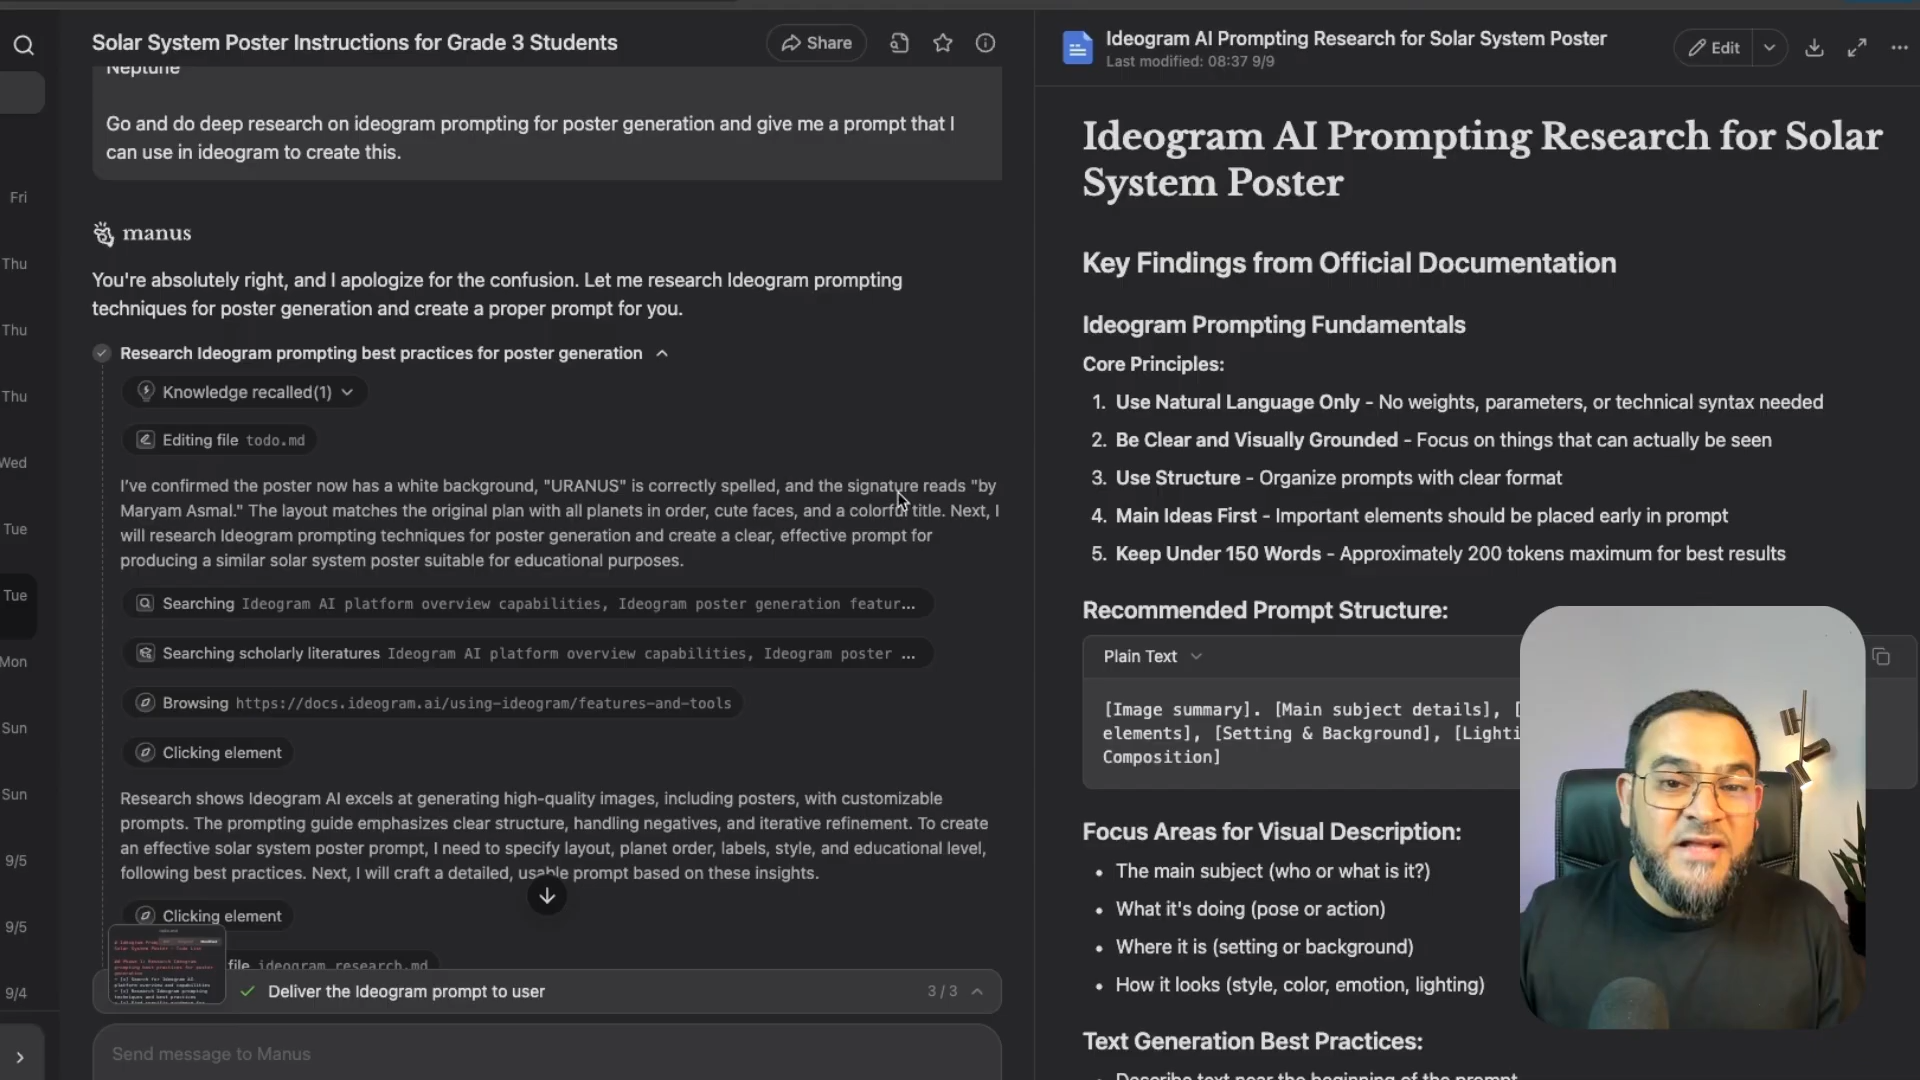 Solar System Poster Instructions for Grade 3 Students
Share
Neptune
Go and do deep research on ideogram prompting for poster generation and give me a prompt that I
can use in ideogram to create this.
manus
You're absolutely right, and I apologize for the confusion. Let me research Ideogram prompting
techniques for poster generation and create a proper prompt for you.
Research Ideogram prompting best practices for poster generation
Knowledge recalled(1)
Editing file todo.md
I've confirmed the poster now has a white background, "URANUS" is correctly spelled, and the signature reads "by
Maryam Asmal." The layout matches the original plan with all planets in order, cute faces, and a colorful title. Next, I
will research Ideogram prompting techniques for poster generation and create a clear, effective prompt for
producing a similar solar system poster suitable for educational purposes.
Searching Ideogram AI platform overview capabilities, Ideogram poster generation featur...
Searching scholarly literatures Ideogram AI platform overview capabilities, Ideogram poster ...
Browsing https://docs.ideogram.ai/using-ideogram/features-and-tools
Clicking element
Research shows Ideogram AI excels at generating high-quality images, including posters, with customizable
prompts. The prompting guide emphasizes clear structure, handling negatives, and iterative refinement. To create
an effective solar system poster prompt, I need to specify layout, planet order, labels, style, and educational level,
following best practices. Next, I will craft a detailed, usable prompt based on these insights.
Clicking element
file ideogram_research.md
Deliver the Ideogram prompt to user
3 / 3
Send message to Manus
Fri
Thu
Thu
Thu
Wed
Tue
Tue
Mon
Sun
Sun
9/5
9/5
9/4
Ideogram AI Prompting Research for Solar System Poster
Last modified: 08:37 9/9
Edit
Ideogram AI Prompting Research for Solar
System Poster
Key Findings from Official Documentation
Ideogram Prompting Fundamentals
Core Principles:
1. Use Natural Language Only - No weights, parameters, or technical syntax needed
2. Be Clear and Visually Grounded - Focus on things that can actually be seen
3. Use Structure - Organize prompts with clear format
4. Main Ideas First - Important elements should be placed early in prompt
5. Keep Under 150 Words - Approximately 200 tokens maximum for best results
Recommended Prompt Structure:
Plain Text
[Image summary]. [Main subject details], [
elements], [Setting & Background], [Lighti
Composition]
Focus Areas for Visual Description:
• The main subject (who or what is it?)
• What it's doing (pose or action)
• Where it is (setting or background)
• How it looks (style, color, emotion, lighting)
Text Generation Best Practices:
• Describe text near the beginning of the prompt